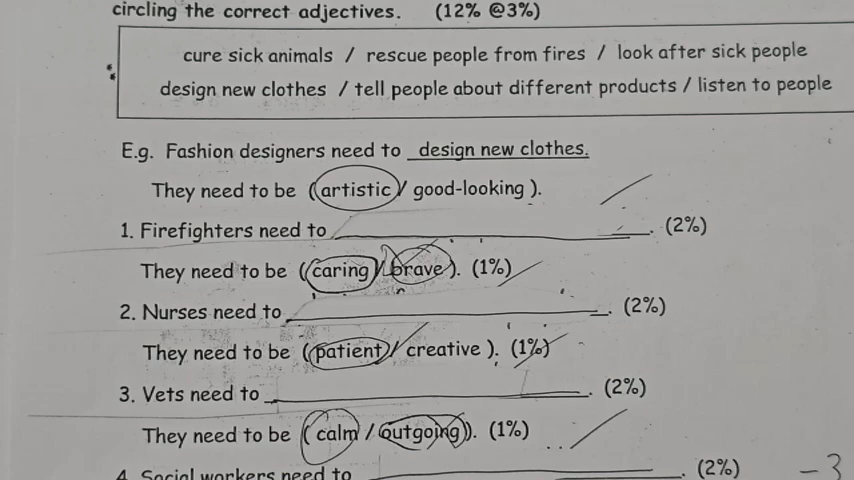 circling the correct adjectives. (12% @3%)
cure sick animals / rescue people from fires / look after sick people
design new clothes / tell people about different products / listen to people
E.g. Fashion designers need to design new clothes.
They need to be (artistic / good-looking ).
1. Firefighters need to ____. (2%)
They need to be (caring / brave ). (1%)
2. Nurses need to ____. (2%)
They need to be (patient / creative ). (1%)
3. Vets need to ____. (2%)
They need to be ( calm / outgoing). (1%)
4. Social workers need to ____. (2%) -3